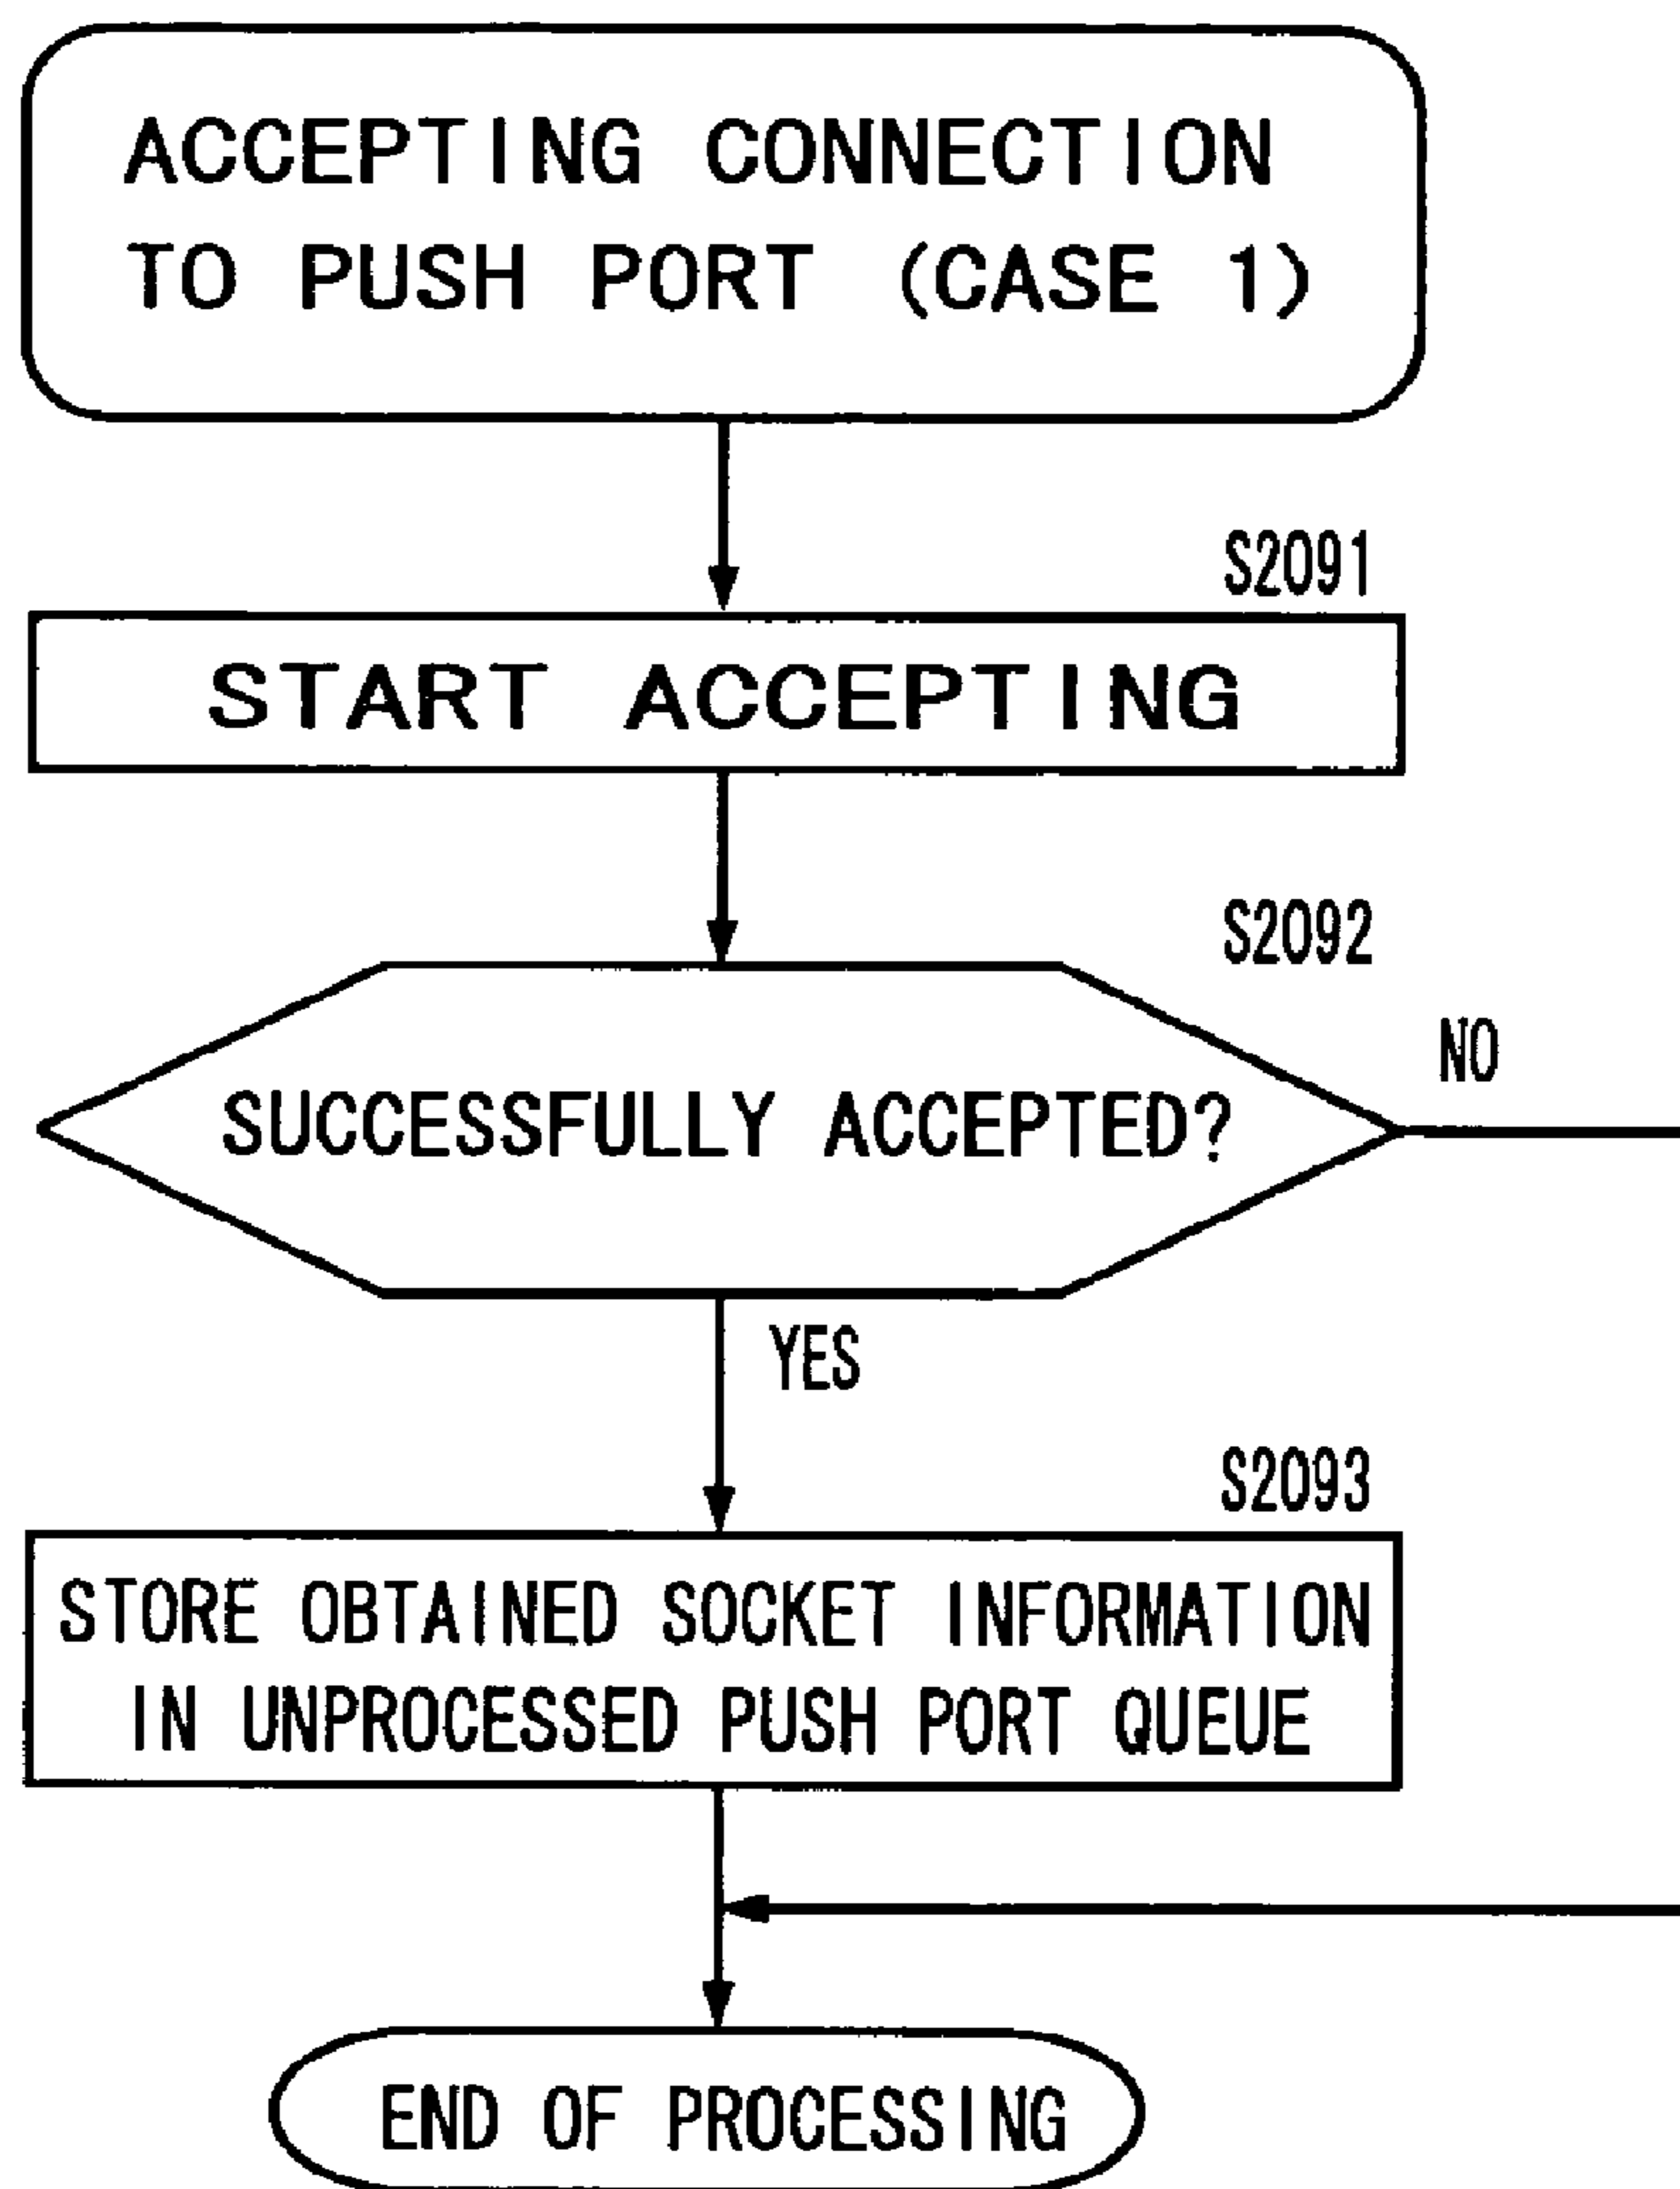 ACCEPTING CONNECTION
TO PUSH PORT (CASE 1)
S2091
START ACCEPTING
S2092
NO
SUCCESSFULLY ACCEPTED?
YES
S2093
STORE OBTAINED SOCKET INFORMATION
IN UNPROCESSED PUSH PORT QUEUE
END OF PROCESSING